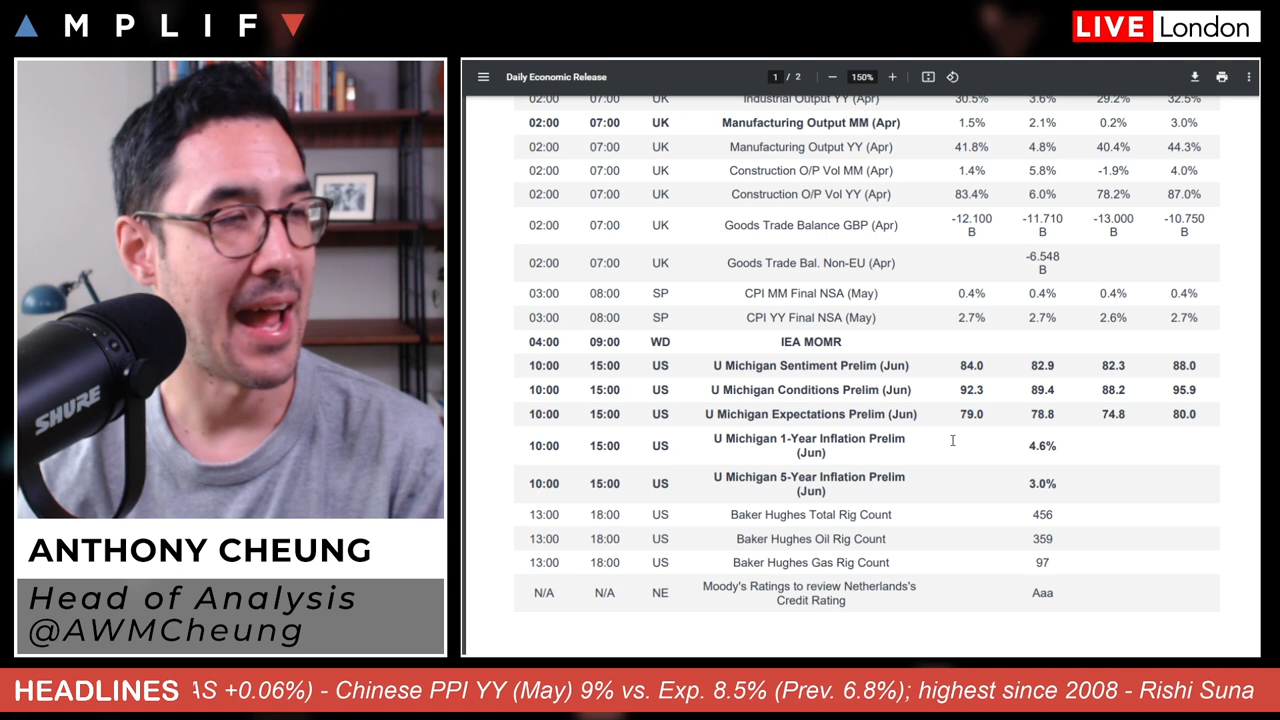 AMPLIFY
LIVE London
Daily Economic Release
1 / 2
150%
02:00 07:00 UK Industrial Output YY (Apr) 30.5% 3.6% 29.2% 32.5%
02:00 07:00 UK Manufacturing Output MM (Apr) 1.5% 2.1% 0.2% 3.0%
02:00 07:00 UK Manufacturing Output YY (Apr) 41.8% 4.8% 40.4% 44.3%
02:00 07:00 UK Construction O/P Vol MM (Apr) 1.4% 5.8% -1.9% 4.0%
02:00 07:00 UK Construction O/P Vol YY (Apr) 83.4% 6.0% 78.2% 87.0%
02:00 07:00 UK Goods Trade Balance GBP (Apr) -12.100 B -11.710 B -13.000 B -10.750 B
02:00 07:00 UK Goods Trade Bal. Non-EU (Apr) -6.548 B
03:00 08:00 SP CPI MM Final NSA (May) 0.4% 0.4% 0.4% 0.4%
03:00 08:00 SP CPI YY Final NSA (May) 2.7% 2.7% 2.6% 2.7%
04:00 09:00 WD IEA MOMR
10:00 15:00 US U Michigan Sentiment Prelim (Jun) 84.0 82.9 82.3 88.0
10:00 15:00 US U Michigan Conditions Prelim (Jun) 92.3 89.4 88.2 95.9
10:00 15:00 US U Michigan Expectations Prelim (Jun) 79.0 78.8 74.8 80.0
10:00 15:00 US U Michigan 1-Year Inflation Prelim (Jun) 4.6%
10:00 15:00 US U Michigan 5-Year Inflation Prelim (Jun) 3.0%
13:00 18:00 US Baker Hughes Total Rig Count 456
13:00 18:00 US Baker Hughes Oil Rig Count 359
13:00 18:00 US Baker Hughes Gas Rig Count 97
N/A N/A NE Moody's Ratings to review Netherlands's Credit Rating Aaa
SHURE
ANTHONY CHEUNG
Head of Analysis
@AWMCheung
HEADLINES AS +0.06%) - Chinese PPI YY (May) 9% vs. Exp. 8.5% (Prev. 6.8%); highest since 2008 - Rishi Suna